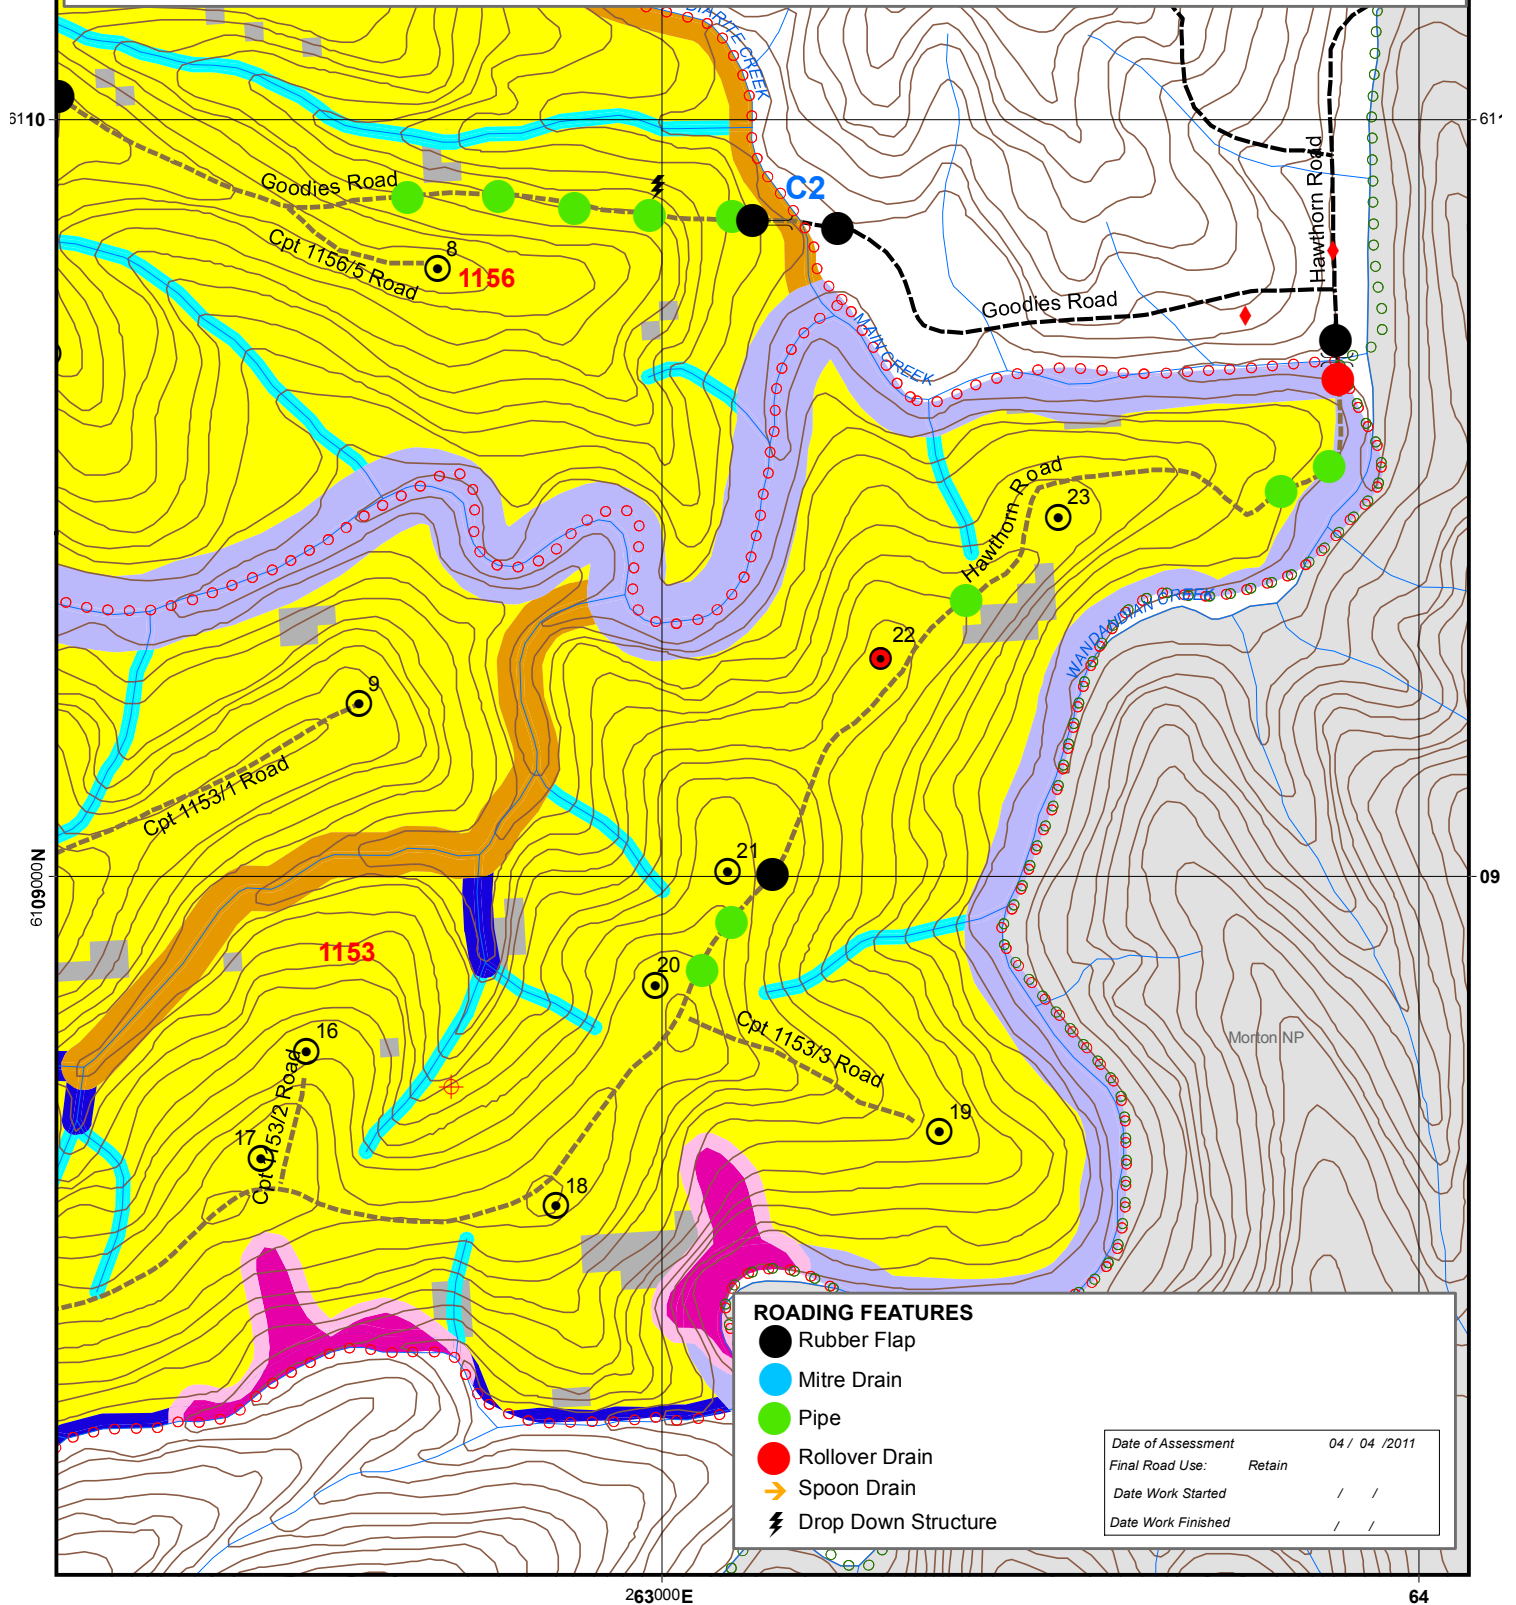 DIARITE CREEK
6110
611
Hawthorn Road
Goodies Road
C2
Cpt 1156/5 Road
8
1156
Goodies Road
MAIN CREEK
Hawthorn Road
23
WANDANDIAN CREEK
22
9
Cpt 1153/1 Road
21
6109000N
09
1153
20
Cpt 1153/3 Road
Morton NP
16
Cpt 1153/2 Road
17
19
18
ROADING FEATURES
Rubber Flap
Mitre Drain
Pipe
Rollover Drain
Spoon Drain
Drop Down Structure
Date of Assessment 04 / 04 /2011
Final Road Use: Retain
Date Work Started / /
Date Work Finished / /
263000E
64